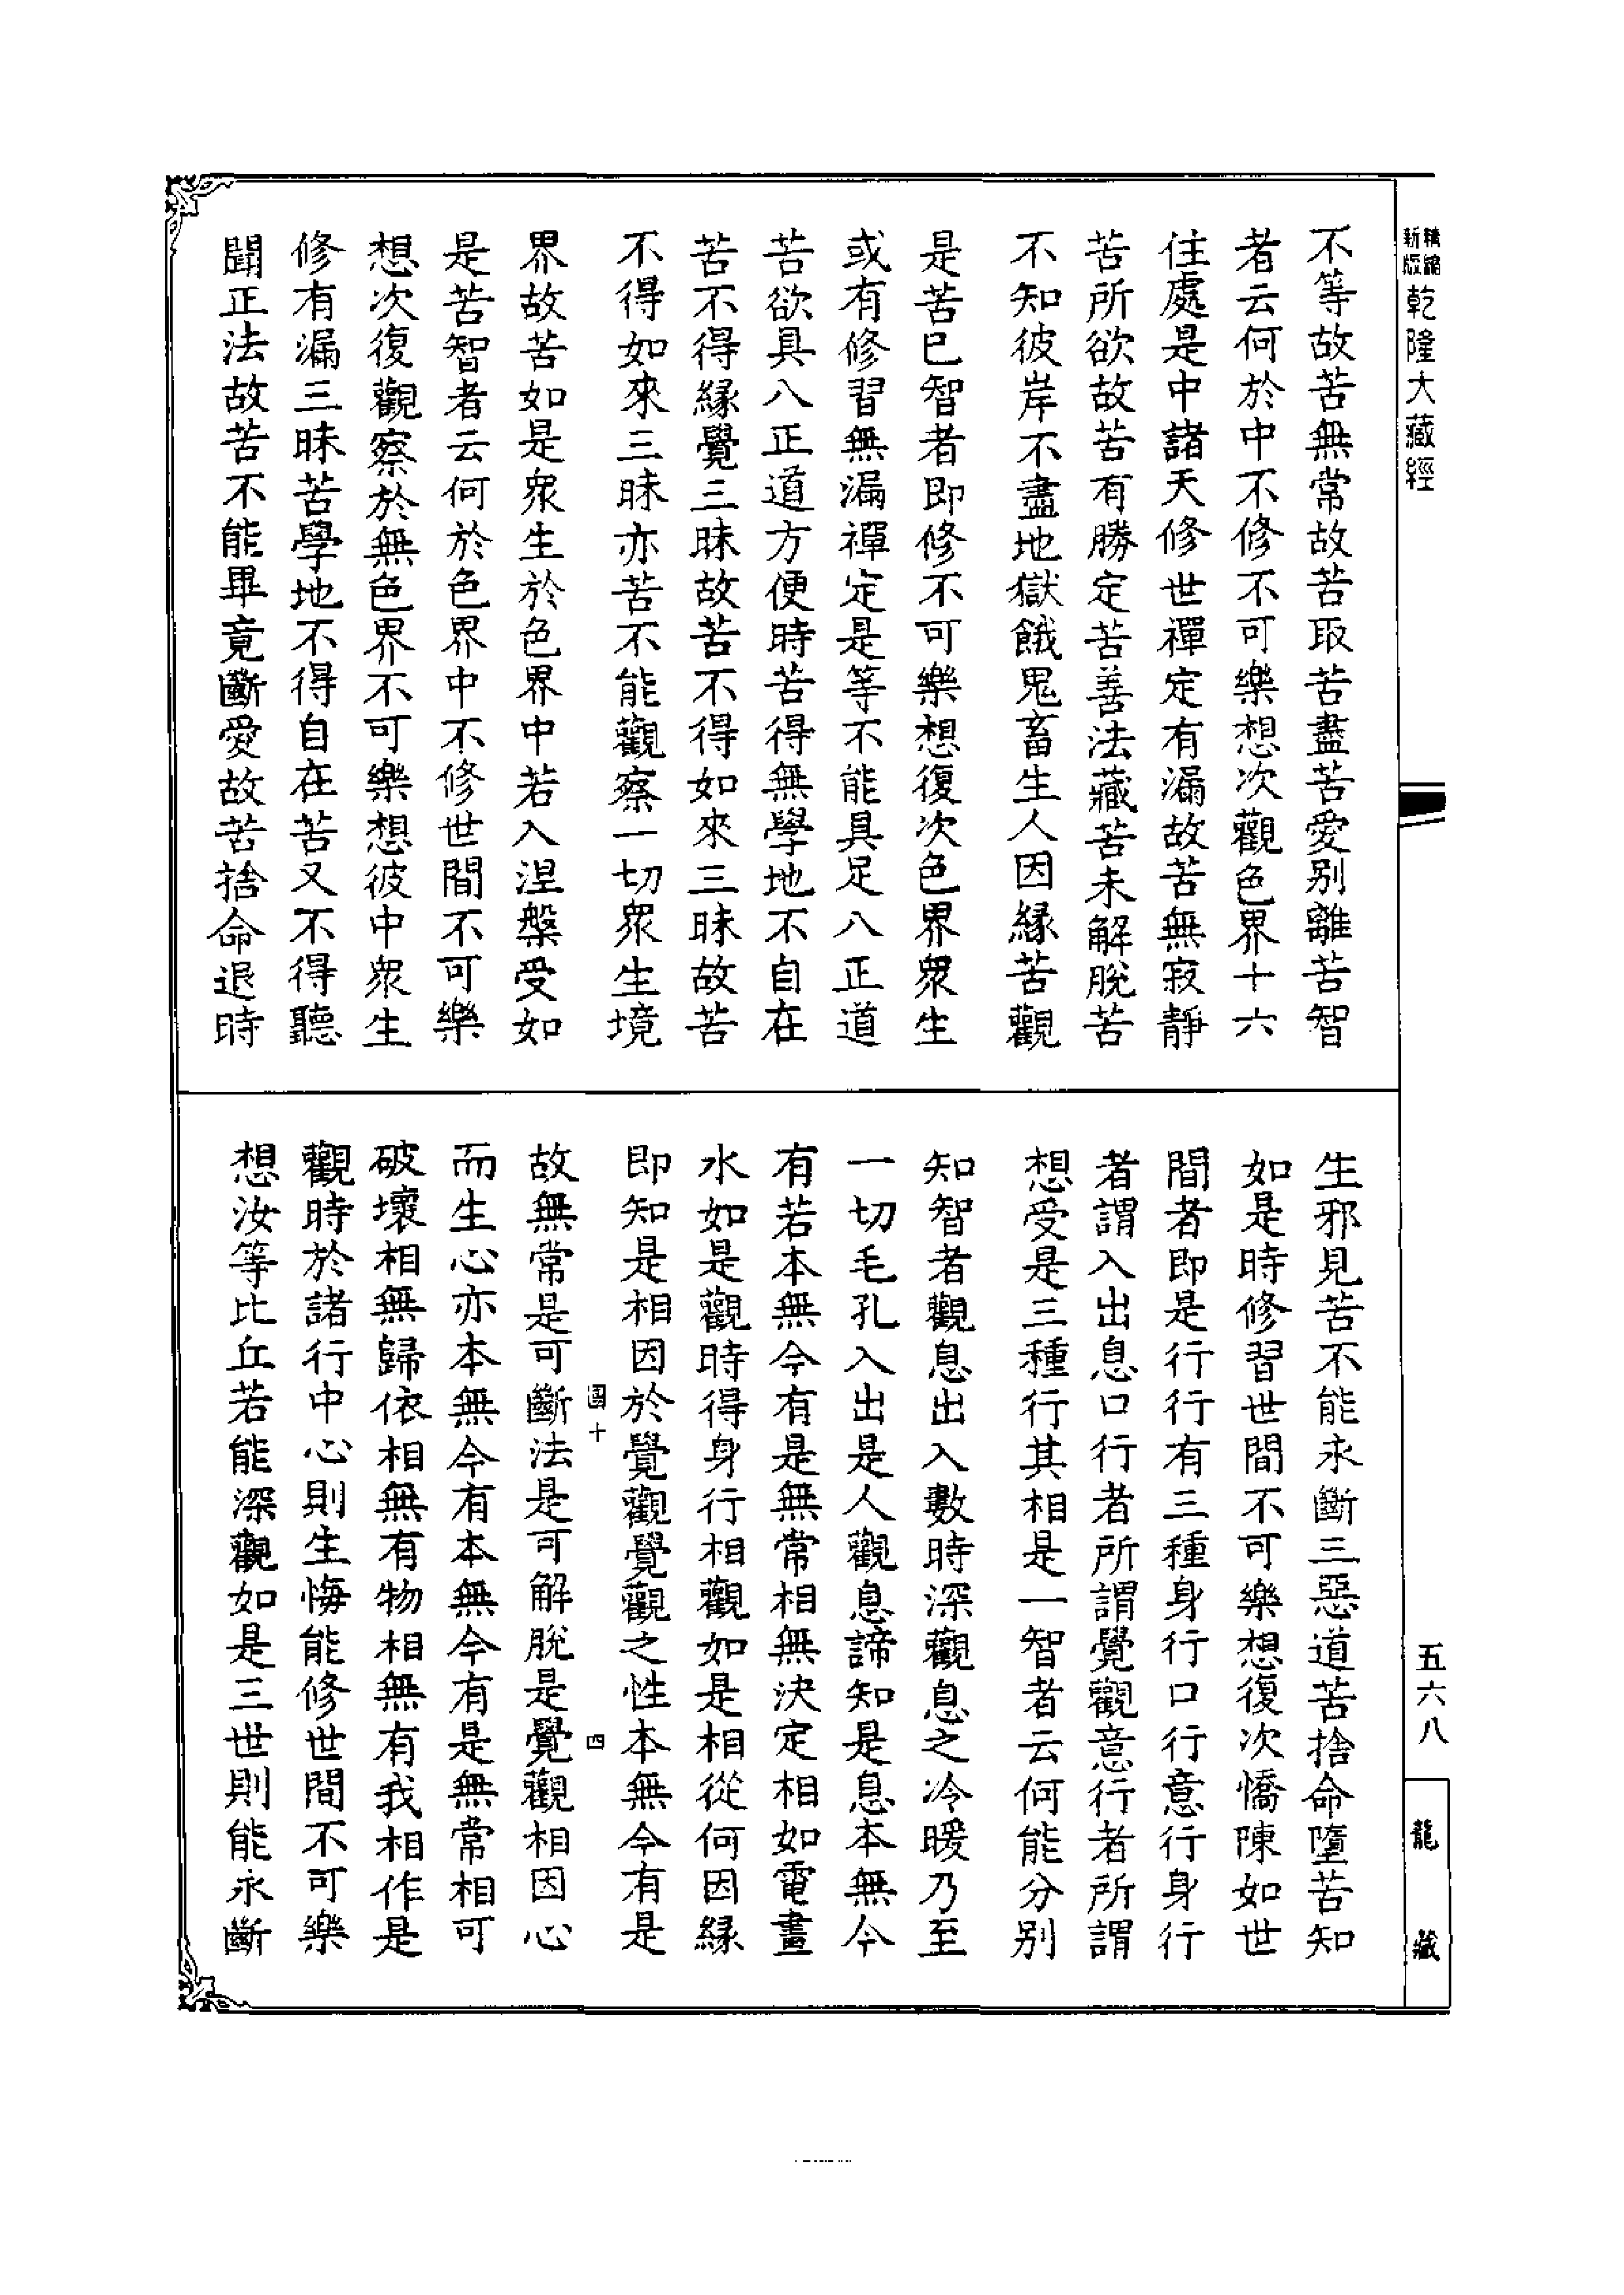 新版精縮乾隆大藏經
不等故苦無常故苦取苦盡苦愛別離苦智
者云何於中不修不可樂想次觀色界十六
住處是中諸天修世禪定有漏故苦無寂靜
苦所欲故苦有勝定苦善法藏苦未解脫苦
不知彼岸不盡地獄餓鬼畜生人因緣苦觀
是苦已智者即修不可樂想復次色界衆生
或有修習無漏禪定是等不能具足八正道
苦欲具八正道方便時苦得無學地不自在
苦不得緣覺三昧故苦不得如來三昧故苦
不得如來三昧亦苦不能觀察一切衆生境
界故苦如是衆生於色界中若入涅槃受如
是苦智者云何於色界中不修世間不可樂
想次復觀察於無色界不可樂想彼中衆生
修有漏三昧苦學地不得自在苦又不得聽
聞正法故苦不能畢竟斷愛故苦捨命退時
生邪見苦不能永斷三惡道苦捨命墮苦知
如是時修習世間不可樂想復次憍陳如世
間者即是行行有三種身行口行意行身行
者謂入出息口行者所謂覺觀意行者所謂
想受是三種行其相是一智者云何能分別
知智者觀息出入數時深觀息之冷暖乃至
一切毛孔入出是人觀息諦知是息本無今
有若本無今有是無常相無決定相如電畫
水如是觀時得身行相觀如是相從何因緣
即知是相因於覺觀覺觀之性本無今有是
故無常是可斷法是可解脫是覺觀相因心
而生心亦本無今有本無今有是無常相可
破壞相無歸依相無有物相無有我相作是
觀時於諸行中心則生悔能修世間不可樂
想汝等比丘若能深觀如是三世則能永斷
國十 四
五六八
龍藏